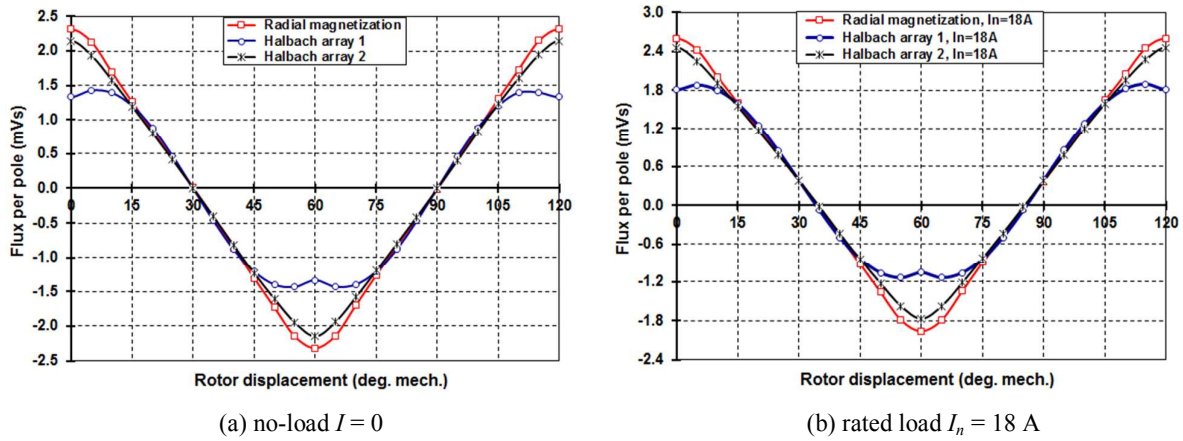 2.5
2.0
1.5
1.0
0.5
0.0
-0.5
-1.0
-1.5
-2.0
-2.5
Flux per pole (mVs)
Radial magnetization
Halbach array 1
Halbach array 2
0 15 30 45 60 75 90 105 120
Rotor displacement (deg. mech.)
(a) no-load I = 0
3.0
2.4
1.8
1.2
0.6
0.0
-0.6
-1.2
-1.8
-2.4
Flux per pole (mVs)
Radial magnetization, In=18A
Halbach array 1, In=18A
Halbach array 2, In=18A
0 15 30 45 60 75 90 105 120
Rotor displacement (deg. mech.)
(b) rated load Iₙ = 18 A